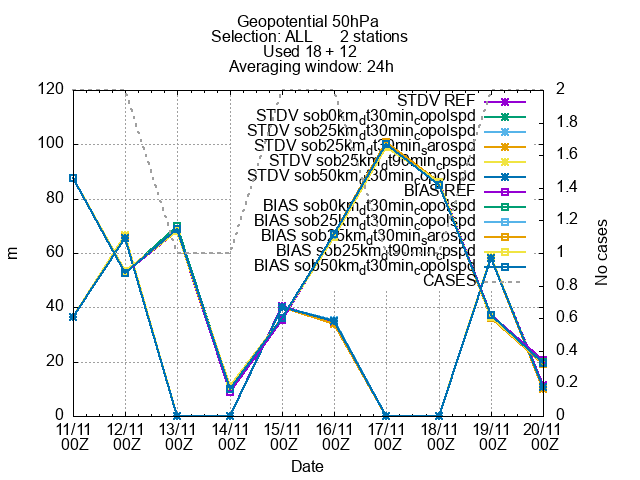 Geopotential 50hPa
Selection: ALL 2 stations
Used 18 + 12
Averaging window: 24h
m
120
100
80
60
40
20
0
2
1.8
1.6
1.4
1.2
1
0.8
0.6
0.4
0.2
0
No cases
STDV REF
STDV sob0km_dt30min_copolspd
STDV sob25km_dt30min_copolspd
STDV sob25km_dt30min_sarospd
STDV sob25km_dt90min_cpspd
STDV sob50km_dt30min_copolspd
BIAS REF
BIAS sob0km_dt30min_copolspd
BIAS sob25km_dt30min_copolspd
BIAS sob25km_dt30min_sarospd
BIAS sob25km_dt90min_cpspd
BIAS sob50km_dt30min_copolspd
CASES
11/11 12/11 13/11 14/11 15/11 16/11 17/11 18/11 19/11 20/11
00Z 00Z 00Z 00Z 00Z 00Z 00Z 00Z 00Z 00Z
Date